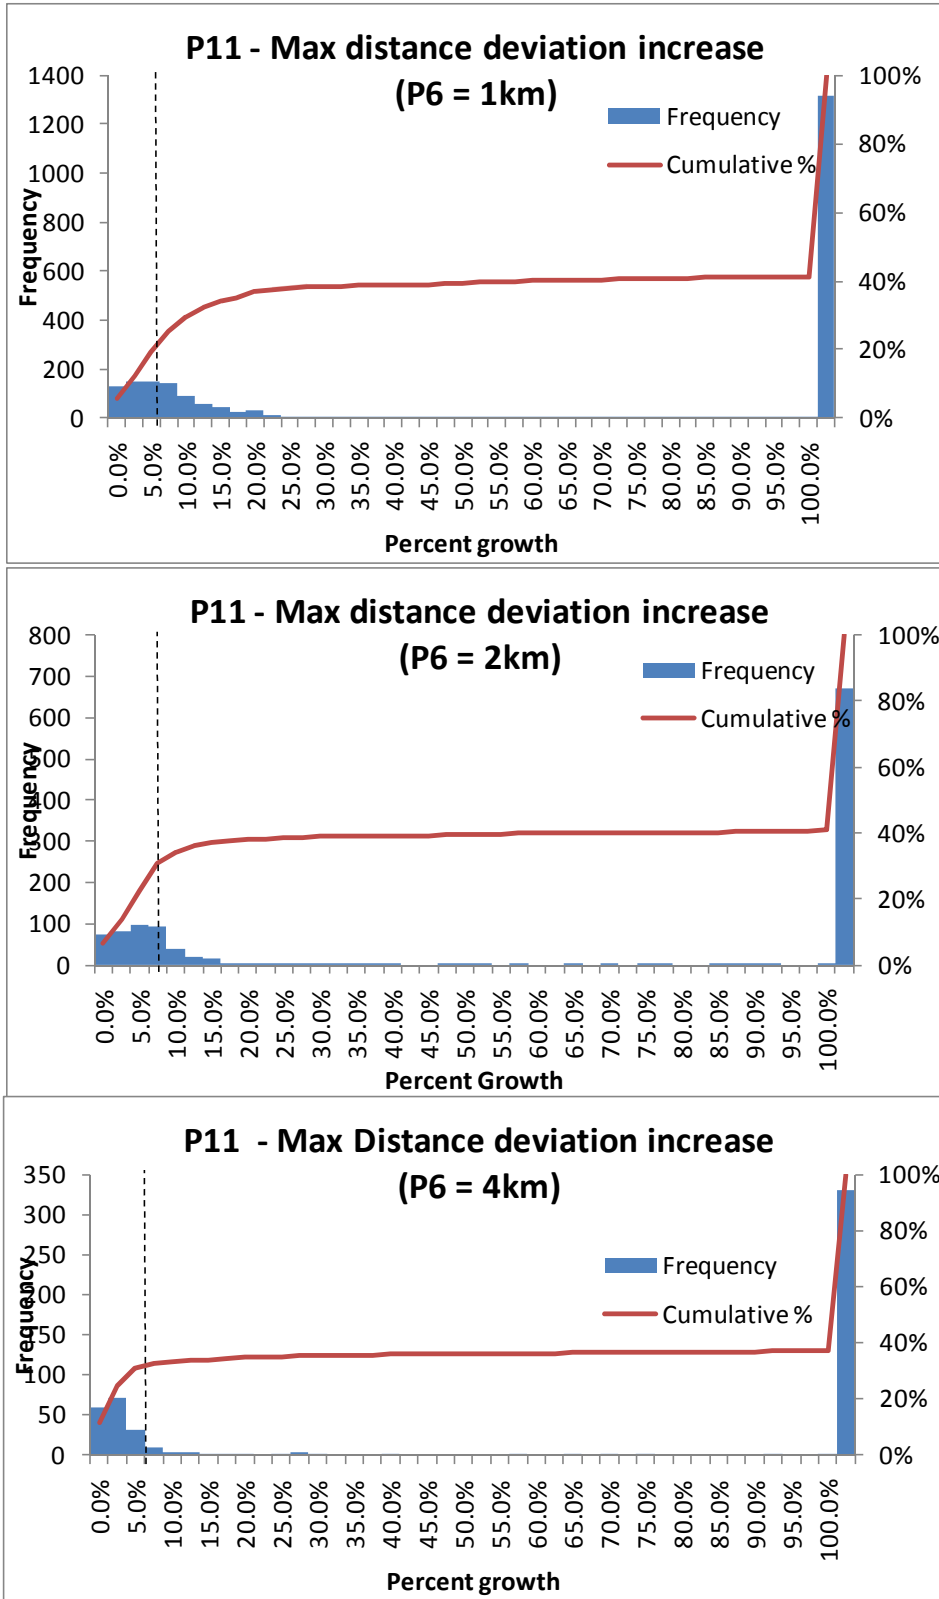 P11 - Max distance deviation increase
(P6 = 1km)
1400
1200
1000
800
600
400
200
0
Frequency
100%
80%
60%
40%
20%
0%
Frequency
Cumulative %
0.0% 5.0% 10.0% 15.0% 20.0% 25.0% 30.0% 35.0% 40.0% 45.0% 50.0% 55.0% 60.0% 65.0% 70.0% 75.0% 80.0% 85.0% 90.0% 95.0% 100.0%
Percent growth
P11 - Max distance deviation increase
(P6 = 2km)
800
700
600
500
400
300
200
100
0
Frequency
100%
80%
60%
40%
20%
0%
Frequency
Cumulative %
0.0% 5.0% 10.0% 15.0% 20.0% 25.0% 30.0% 35.0% 40.0% 45.0% 50.0% 55.0% 60.0% 65.0% 70.0% 75.0% 80.0% 85.0% 90.0% 95.0% 100.0%
Percent Growth
P11 - Max Distance deviation increase
(P6 = 4km)
350
300
250
200
150
100
50
0
Frequency
100%
80%
60%
40%
20%
0%
Frequency
Cumulative %
0.0% 5.0% 10.0% 15.0% 20.0% 25.0% 30.0% 35.0% 40.0% 45.0% 50.0% 55.0% 60.0% 65.0% 70.0% 75.0% 80.0% 85.0% 90.0% 95.0% 100.0%
Percent growth